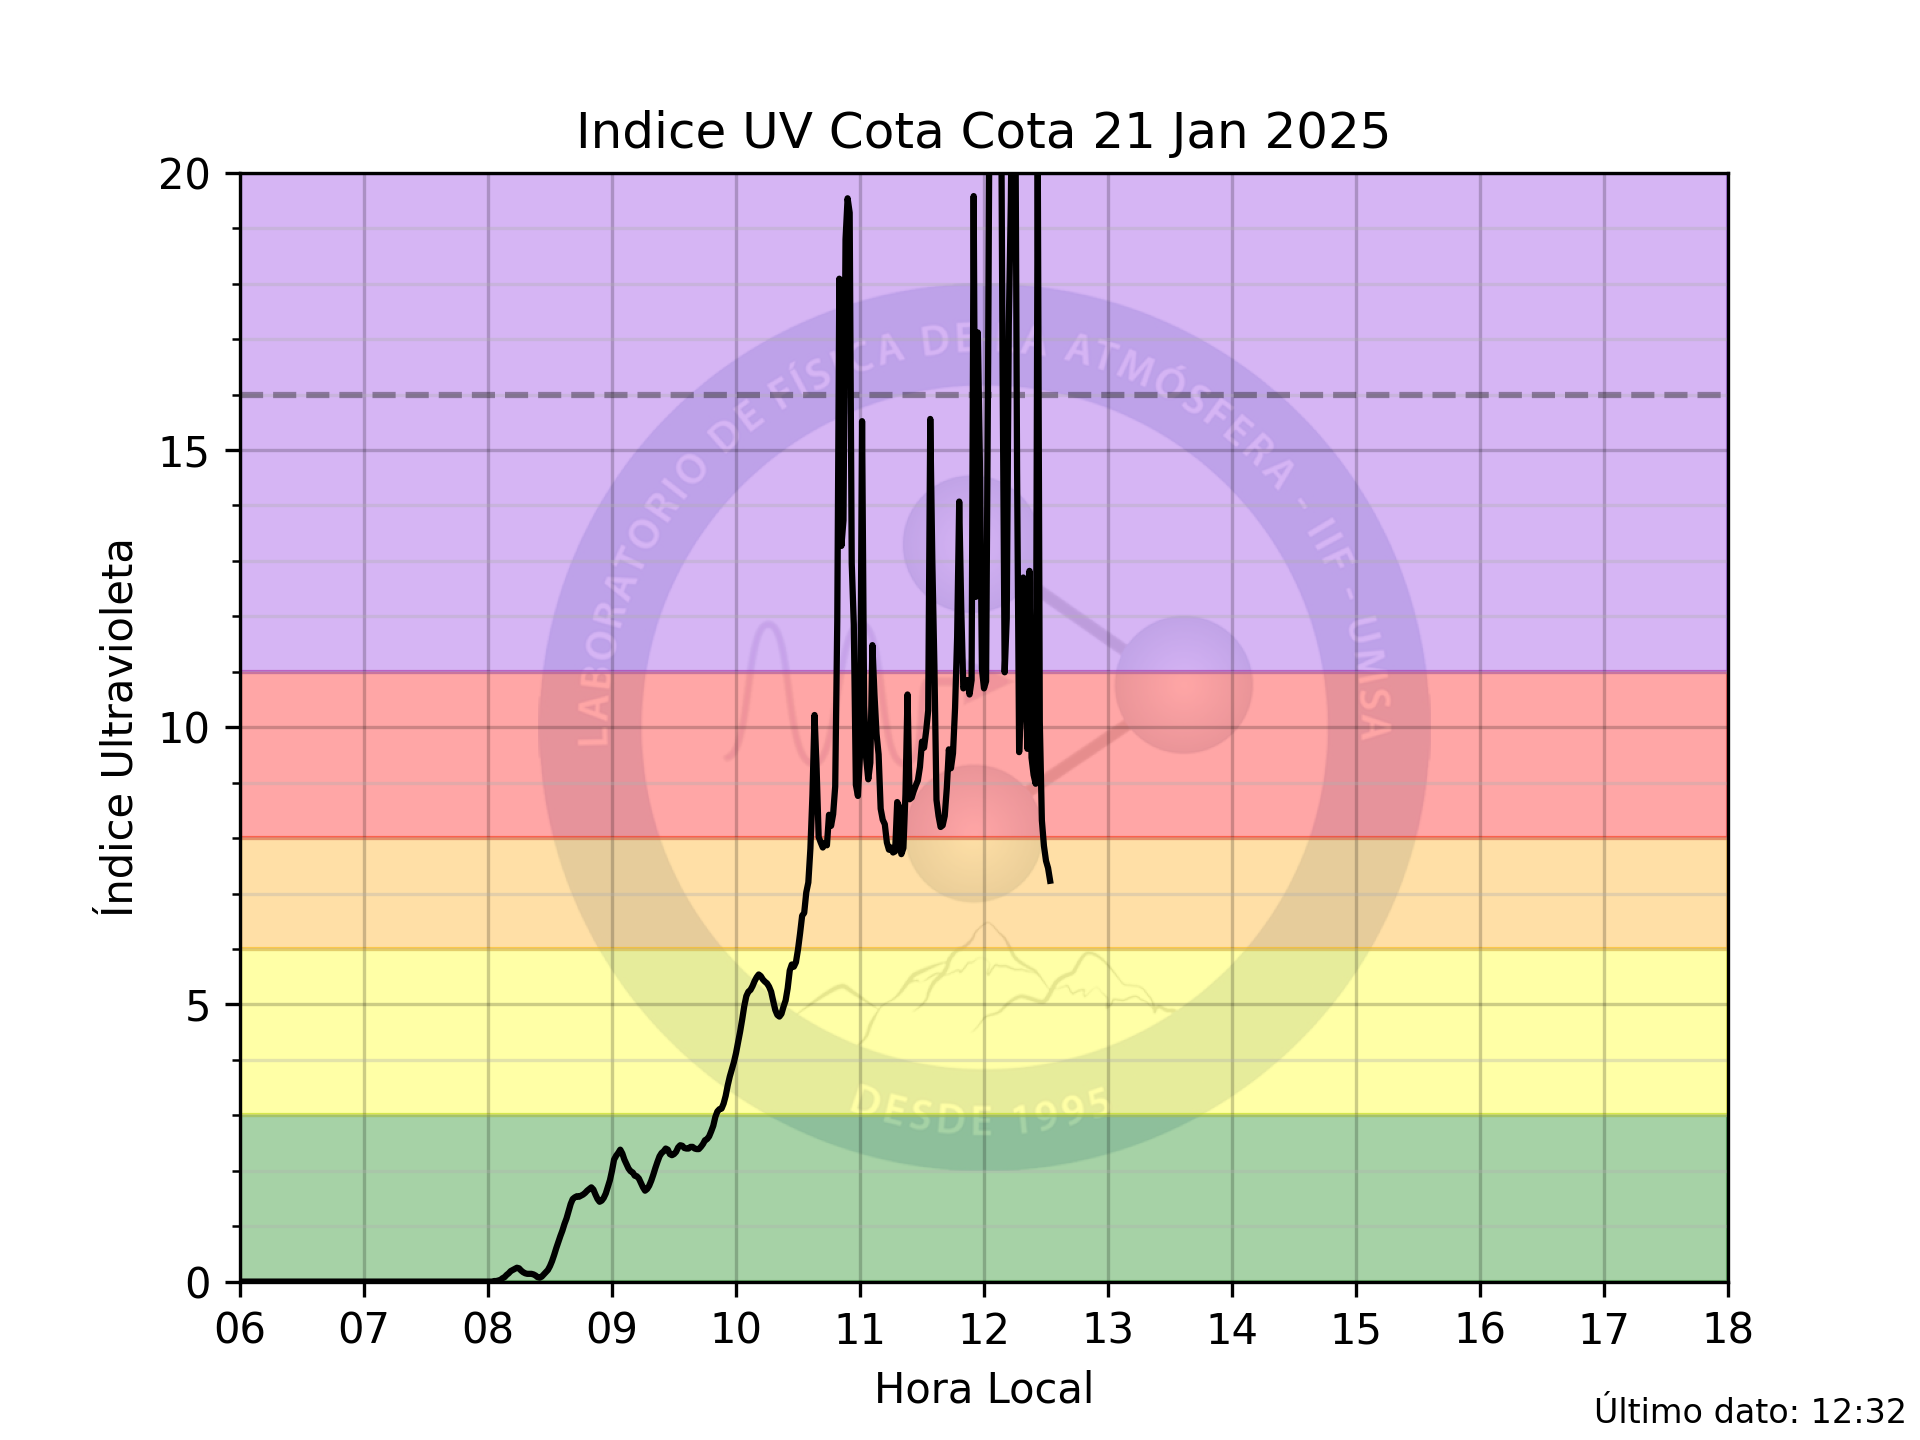 Indice UV Cota Cota 21 Jan 2025
20
15
10
5
0
Índice Ultravioleta
LABORATORIO DE FÍSICA DE LA ATMÓSFERA - IIF - UMSA
DESDE 1995
06 07 08 09 10 11 12 13 14 15 16 17 18
Hora Local
Último dato: 12:32